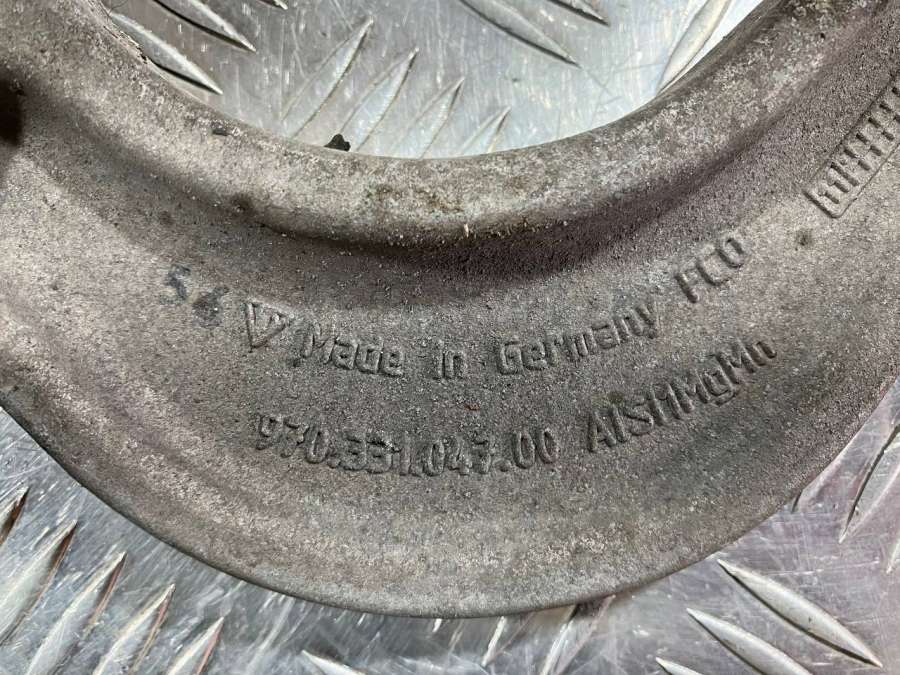 Made in Germany FCO
970.331.047.00 AlSi1MgMn